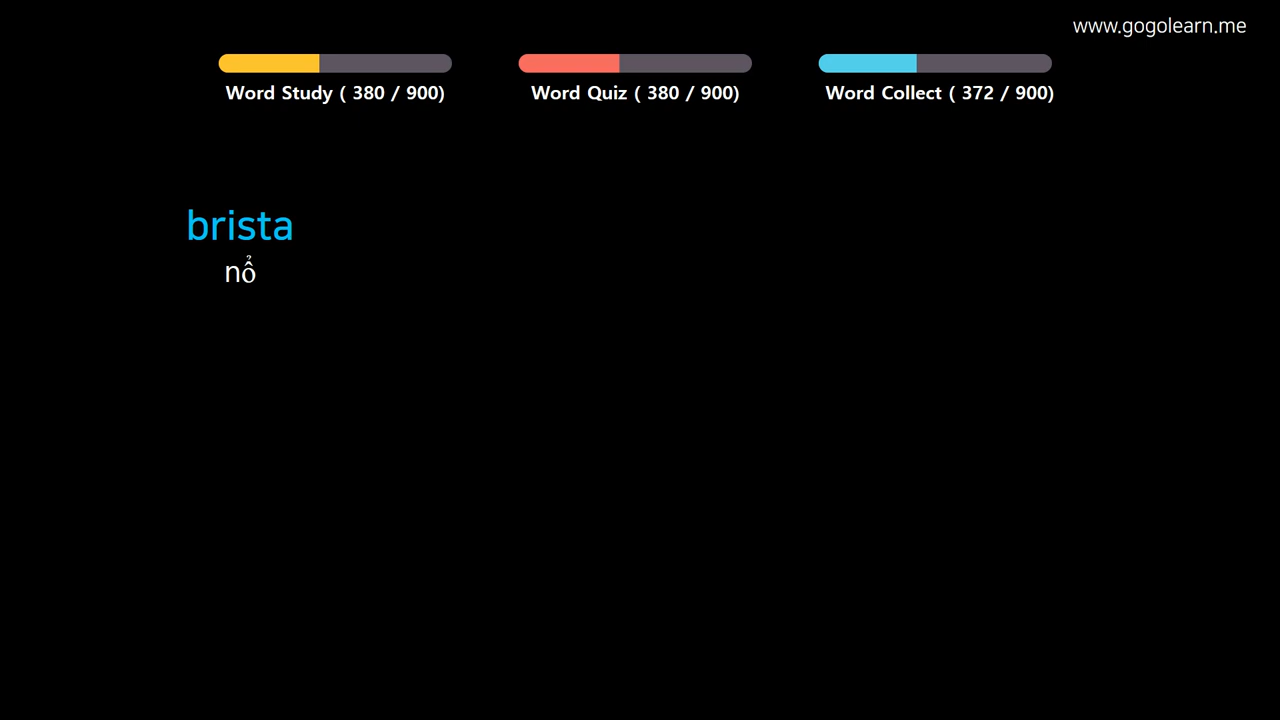 www.gogolearn.me
Word Study ( 380 / 900)
Word Quiz ( 380 / 900)
Word Collect ( 372 / 900)
brista
nổ